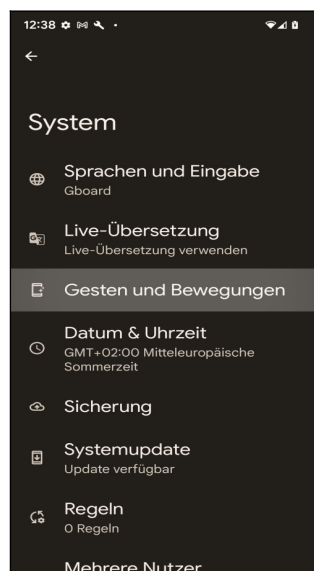 12:38
System
Sprachen und Eingabe
Gboard
Live-Übersetzung
Live-Übersetzung verwenden
Gesten und Bewegungen
Datum & Uhrzeit
GMT+02:00 Mitteleuropäische
Sommerzeit
Sicherung
Systemupdate
Update verfügbar
Regeln
0 Regeln
Mehrere Nutzer